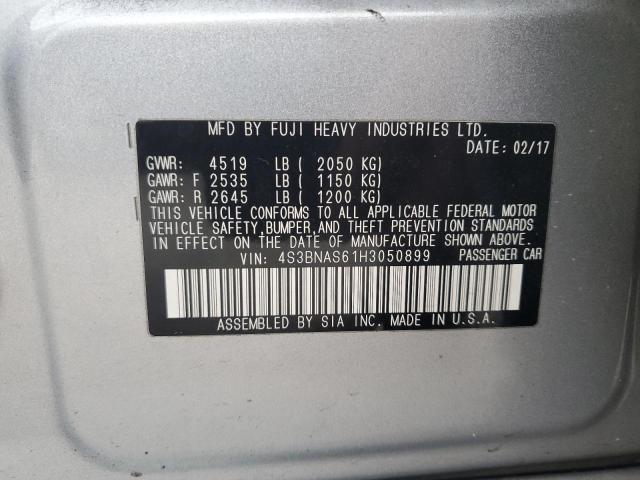 MFD BY FUJI HEAVY INDUSTRIES LTD.
DATE: 02/17
GVWR: 4519 LB ( 2050 KG)
GAWR: F 2535 LB ( 1150 KG)
GAWR: R 2645 LB ( 1200 KG)
THIS VEHICLE CONFORMS TO ALL APPLICABLE FEDERAL MOTOR
VEHICLE SAFETY,BUMPER,AND THEFT PREVENTION STANDARDS
IN EFFECT ON THE DATE OF MANUFACTURE SHOWN ABOVE.
VIN: 4S3BNAS61H3050899 PASSENGER CAR
ASSEMBLED BY SIA INC. MADE IN U.S.A.